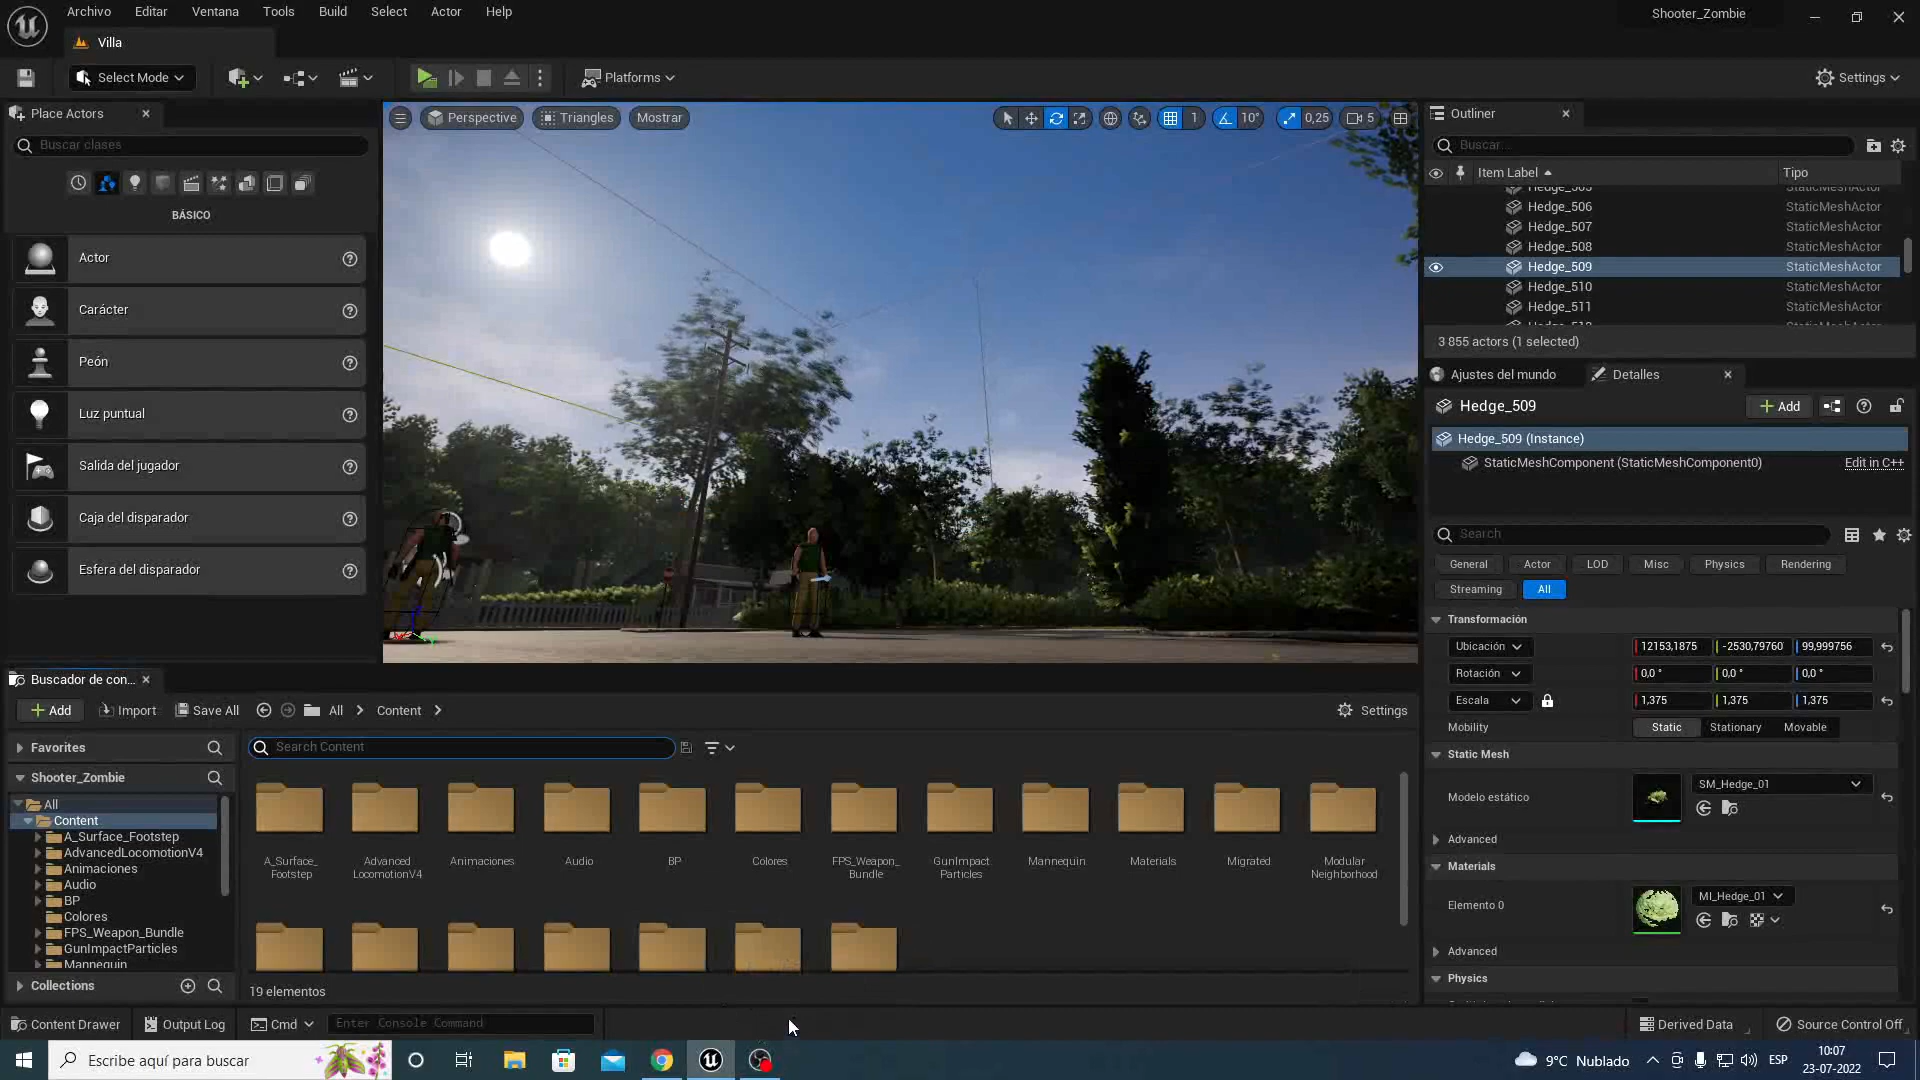 Archivo Editar Ventana Tools Build Select Actor Help
Shooter_Zombie
Villa
Select Mode
Platforms
Settings
Place Actors
Buscar clases
BÁSICO
Actor
Carácter
Peón
Luz puntual
Salida del jugador
Caja del disparador
Esfera del disparador
Perspective
Triangles
Mostrar
1
10°
0,25
5
Outliner
Buscar...
Item Label
Tipo
Hedge_506 StaticMeshActor
Hedge_507 StaticMeshActor
Hedge_508 StaticMeshActor
Hedge_509 StaticMeshActor
Hedge_510 StaticMeshActor
Hedge_511 StaticMeshActor
3 855 actors (1 selected)
Ajustes del mundo
Detalles
Hedge_509
Add
Hedge_509 (Instance)
StaticMeshComponent (StaticMeshComponent0)
Edit in C++
Search
General Actor LOD Misc Physics Rendering
Streaming All
Transformación
Ubicación 12153,1875 -2530,79760 99,999756
Rotación 0,0 ° 0,0 ° 0,0 °
Escala 1,375 1,375 1,375
Mobility Static Stationary Movable
Static Mesh
Modelo estático SM_Hedge_01
Advanced
Materials
Elemento 0 MI_Hedge_01
Advanced
Physics
Buscador de con...
Add Import Save All All Content Settings
Favorites
Shooter_Zombie
All
Content
A_Surface_Footstep
AdvancedLocomotionV4
Animaciones
Audio
BP
Colores
FPS_Weapon_Bundle
GunImpactParticles
Mannequin
Collections
Search Content
A_Surface_
Footstep
Advanced
LocomotionV4
Animaciones
Audio
BP
Colores
FPS_Weapon_
Bundle
GunImpact
Particles
Mannequin
Materials
Migrated
Modular
Neighborhood
19 elementos
Content Drawer Output Log Cmd Enter Console Command Derived Data Source Control Off
Escribe aquí para buscar
9°C Nublado
ESP
10:07
23-07-2022